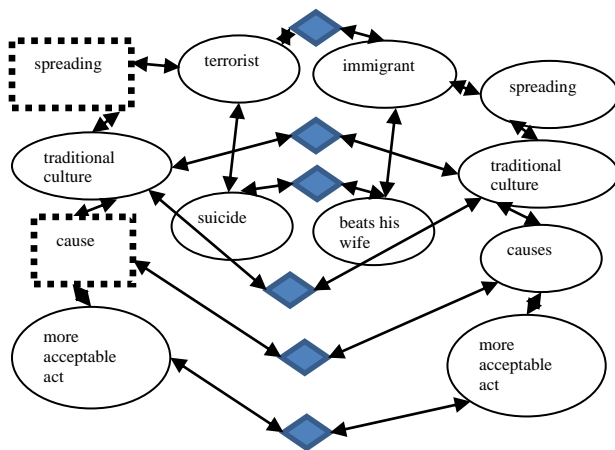 spreading
terrorist
immigrant
spreading
traditional
culture
traditional
culture
suicide
beats his
wife
cause
causes
more
acceptable
act
more
acceptable
act